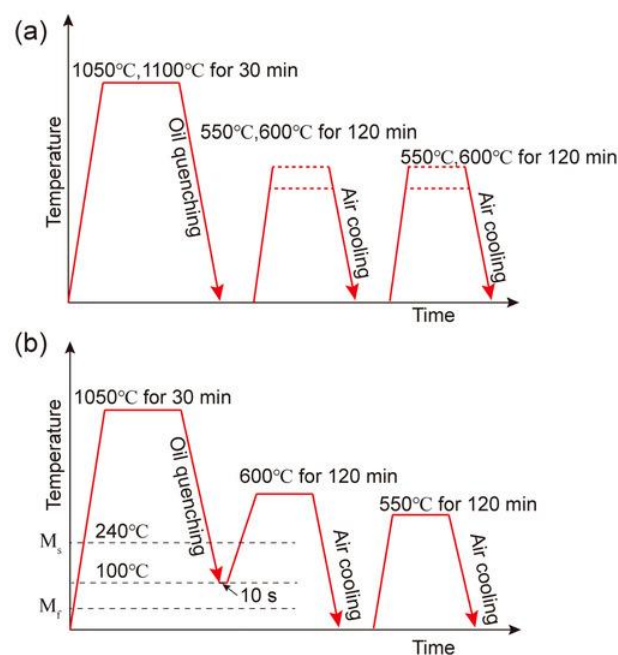 (a)
1050℃,1100℃ for 30 min
Oil quenching
550℃,600℃ for 120 min
Air cooling
550℃,600℃ for 120 min
Air cooling
Temperature
Time
(b)
1050℃ for 30 min
Oil quenching
600℃ for 120 min
Air cooling
550℃ for 120 min
Air cooling
Temperature
Ms
240℃
100℃
10 s
Mf
Time